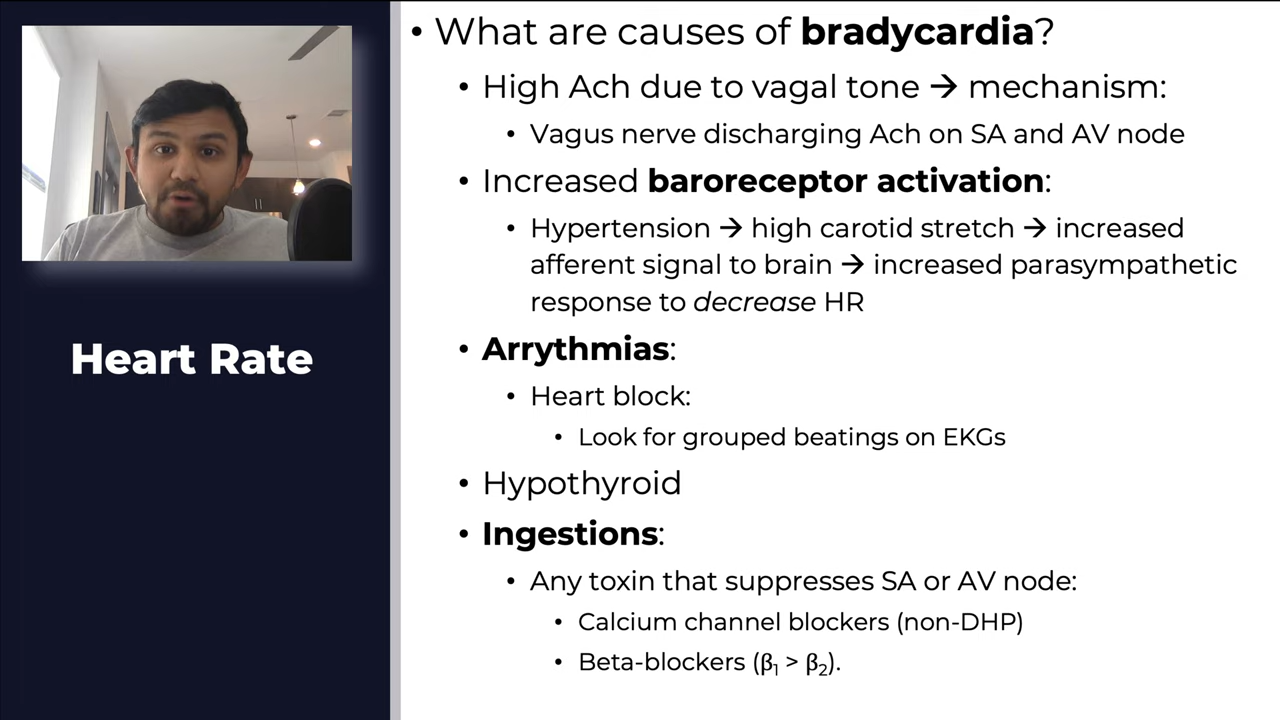 Heart Rate
• What are causes of bradycardia?
• High Ach due to vagal tone → mechanism:
• Vagus nerve discharging Ach on SA and AV node
• Increased baroreceptor activation:
• Hypertension → high carotid stretch → increased
afferent signal to brain → increased parasympathetic
response to decrease HR
• Arrythmias:
• Heart block:
• Look for grouped beatings on EKGs
• Hypothyroid
• Ingestions:
• Any toxin that suppresses SA or AV node:
• Calcium channel blockers (non-DHP)
• Beta-blockers (β₁ > β₂).